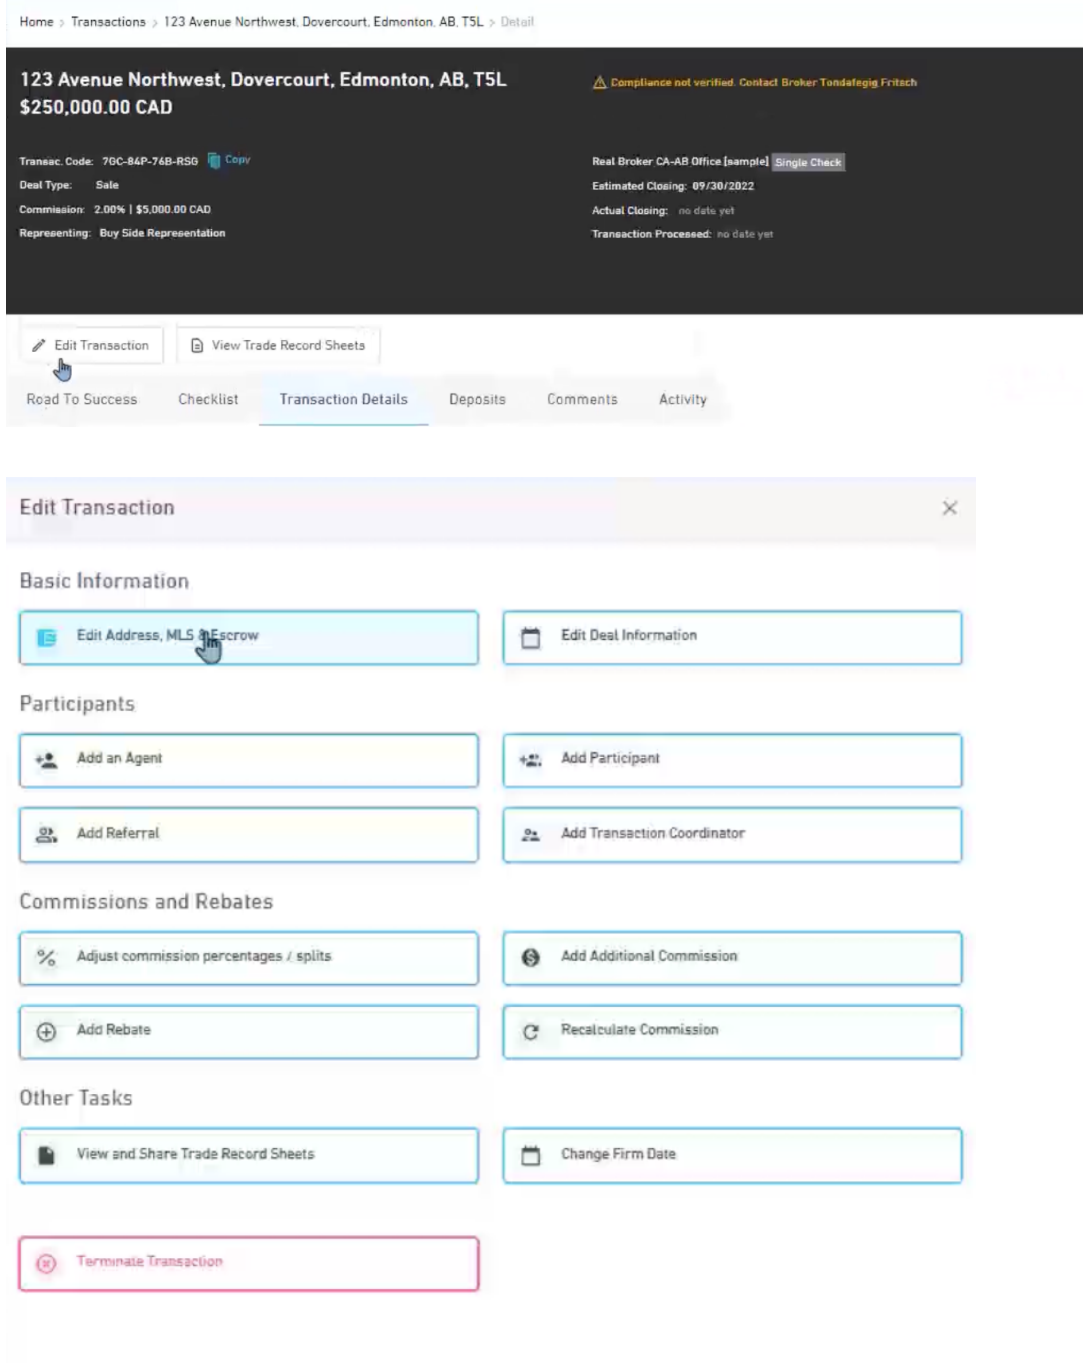 Home > Transactions > 123 Avenue Northwest, Dovercourt, Edmonton, AB, T5L > Detail
123 Avenue Northwest, Dovercourt, Edmonton, AB, T5L
$250,000.00 CAD
Compliance not verified. Contact Broker Tondafegig Fritsch
Transac. Code: 7GC-84P-76B-RSG Copy
Deal Type: Sale
Commission: 2.00% | $5,000.00 CAD
Representing: Buy Side Representation
Real Broker CA-AB Office [sample] Single Check
Estimated Closing: 09/30/2022
Actual Closing: no date yet
Transaction Processed: no date yet
Edit Transaction View Trade Record Sheets
Road To Success Checklist Transaction Details Deposits Comments Activity
Edit Transaction
Basic Information
Edit Address, MLS & Escrow Edit Deal Information
Participants
Add an Agent Add Participant
Add Referral Add Transaction Coordinator
Commissions and Rebates
Adjust commission percentages / splits Add Additional Commission
Add Rebate Recalculate Commission
Other Tasks
View and Share Trade Record Sheets Change Firm Date
Terminate Transaction